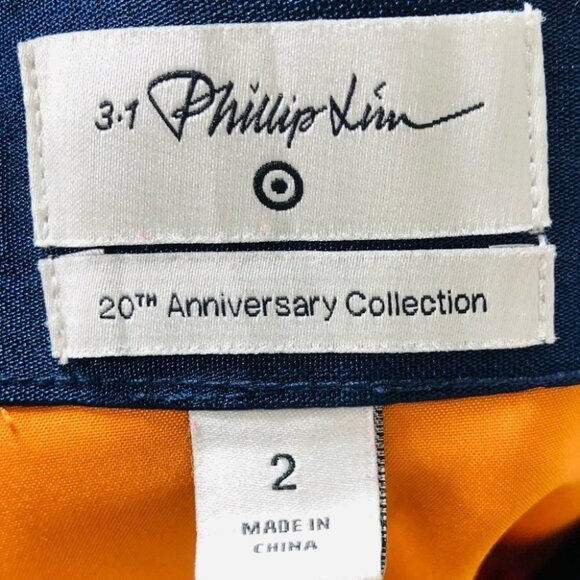 3.1 Phillip Lim
20TH Anniversary Collection
2
MADE IN
CHINA